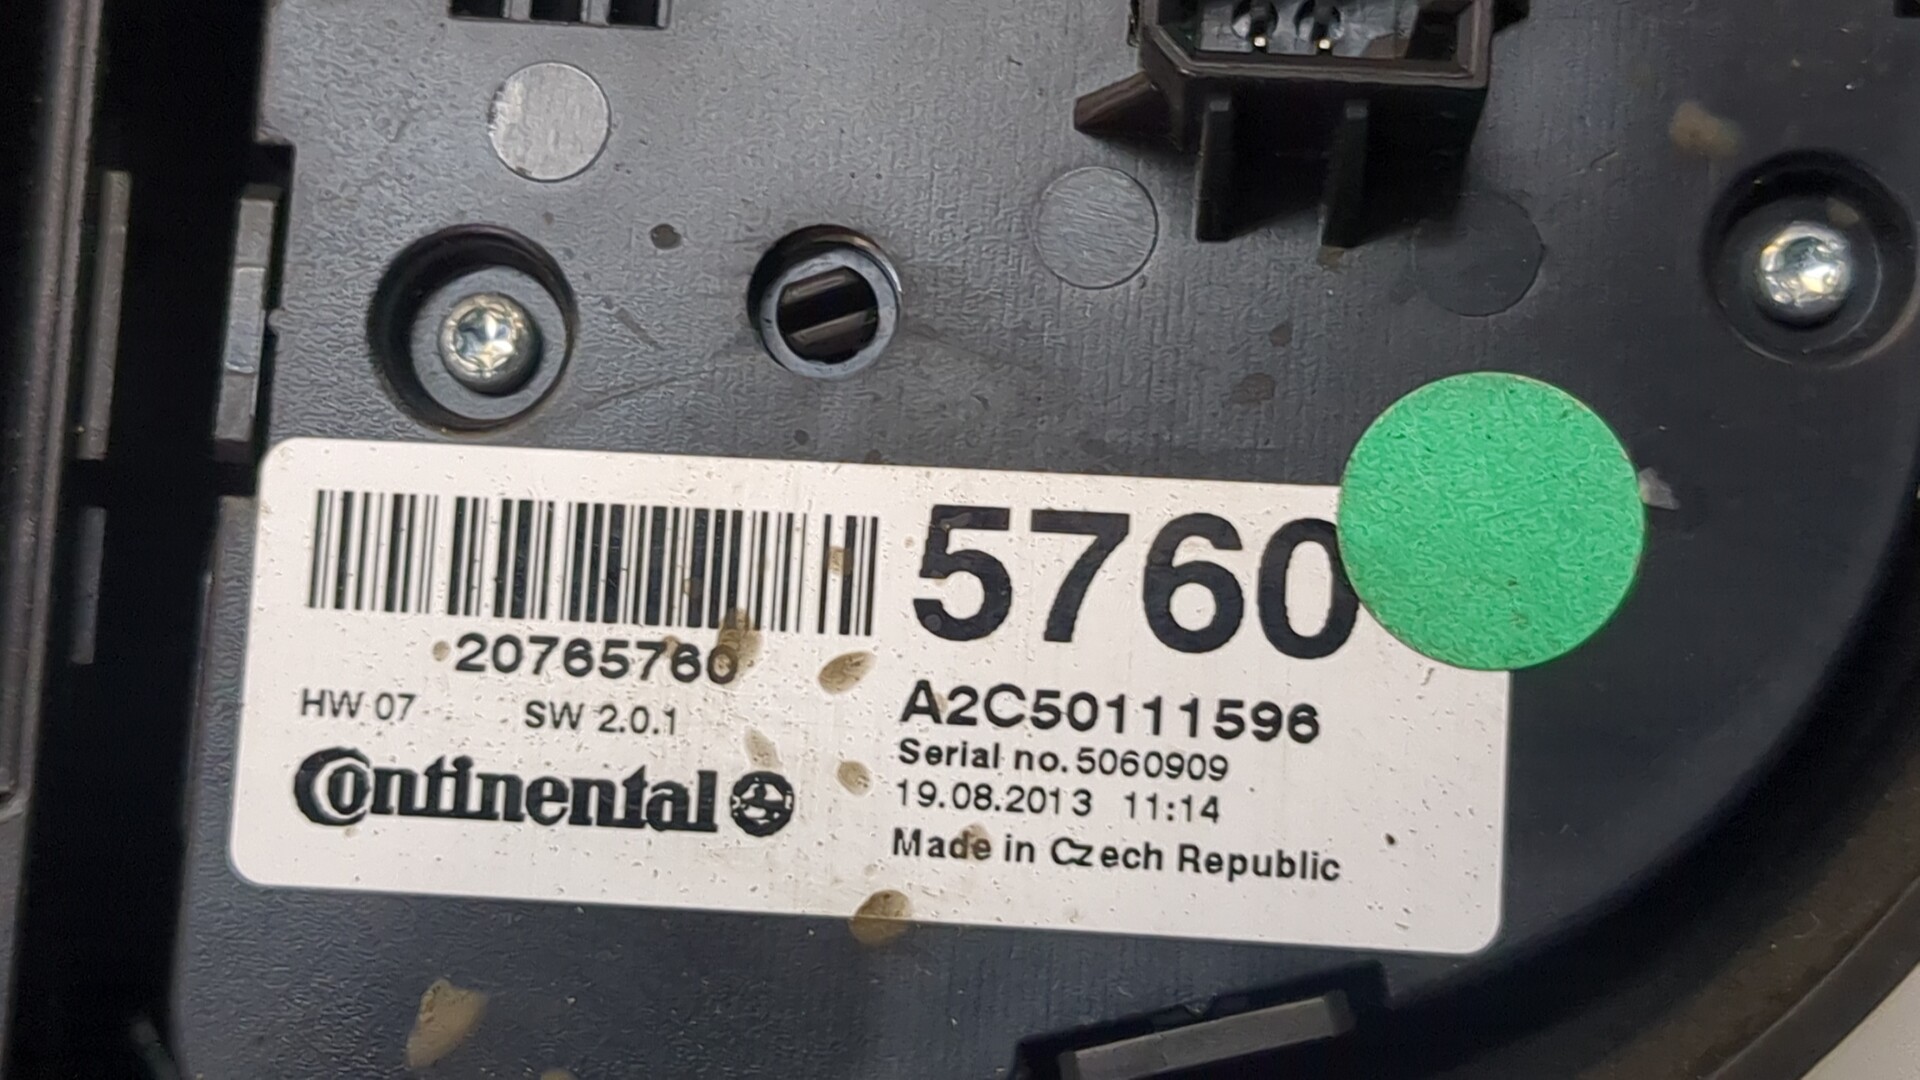 5760
20765760
HW 07 SW 2.0.1
Continental
A2C50111596
Serial no. 5060909
19.08.2013 11:14
Made in Czech Republic